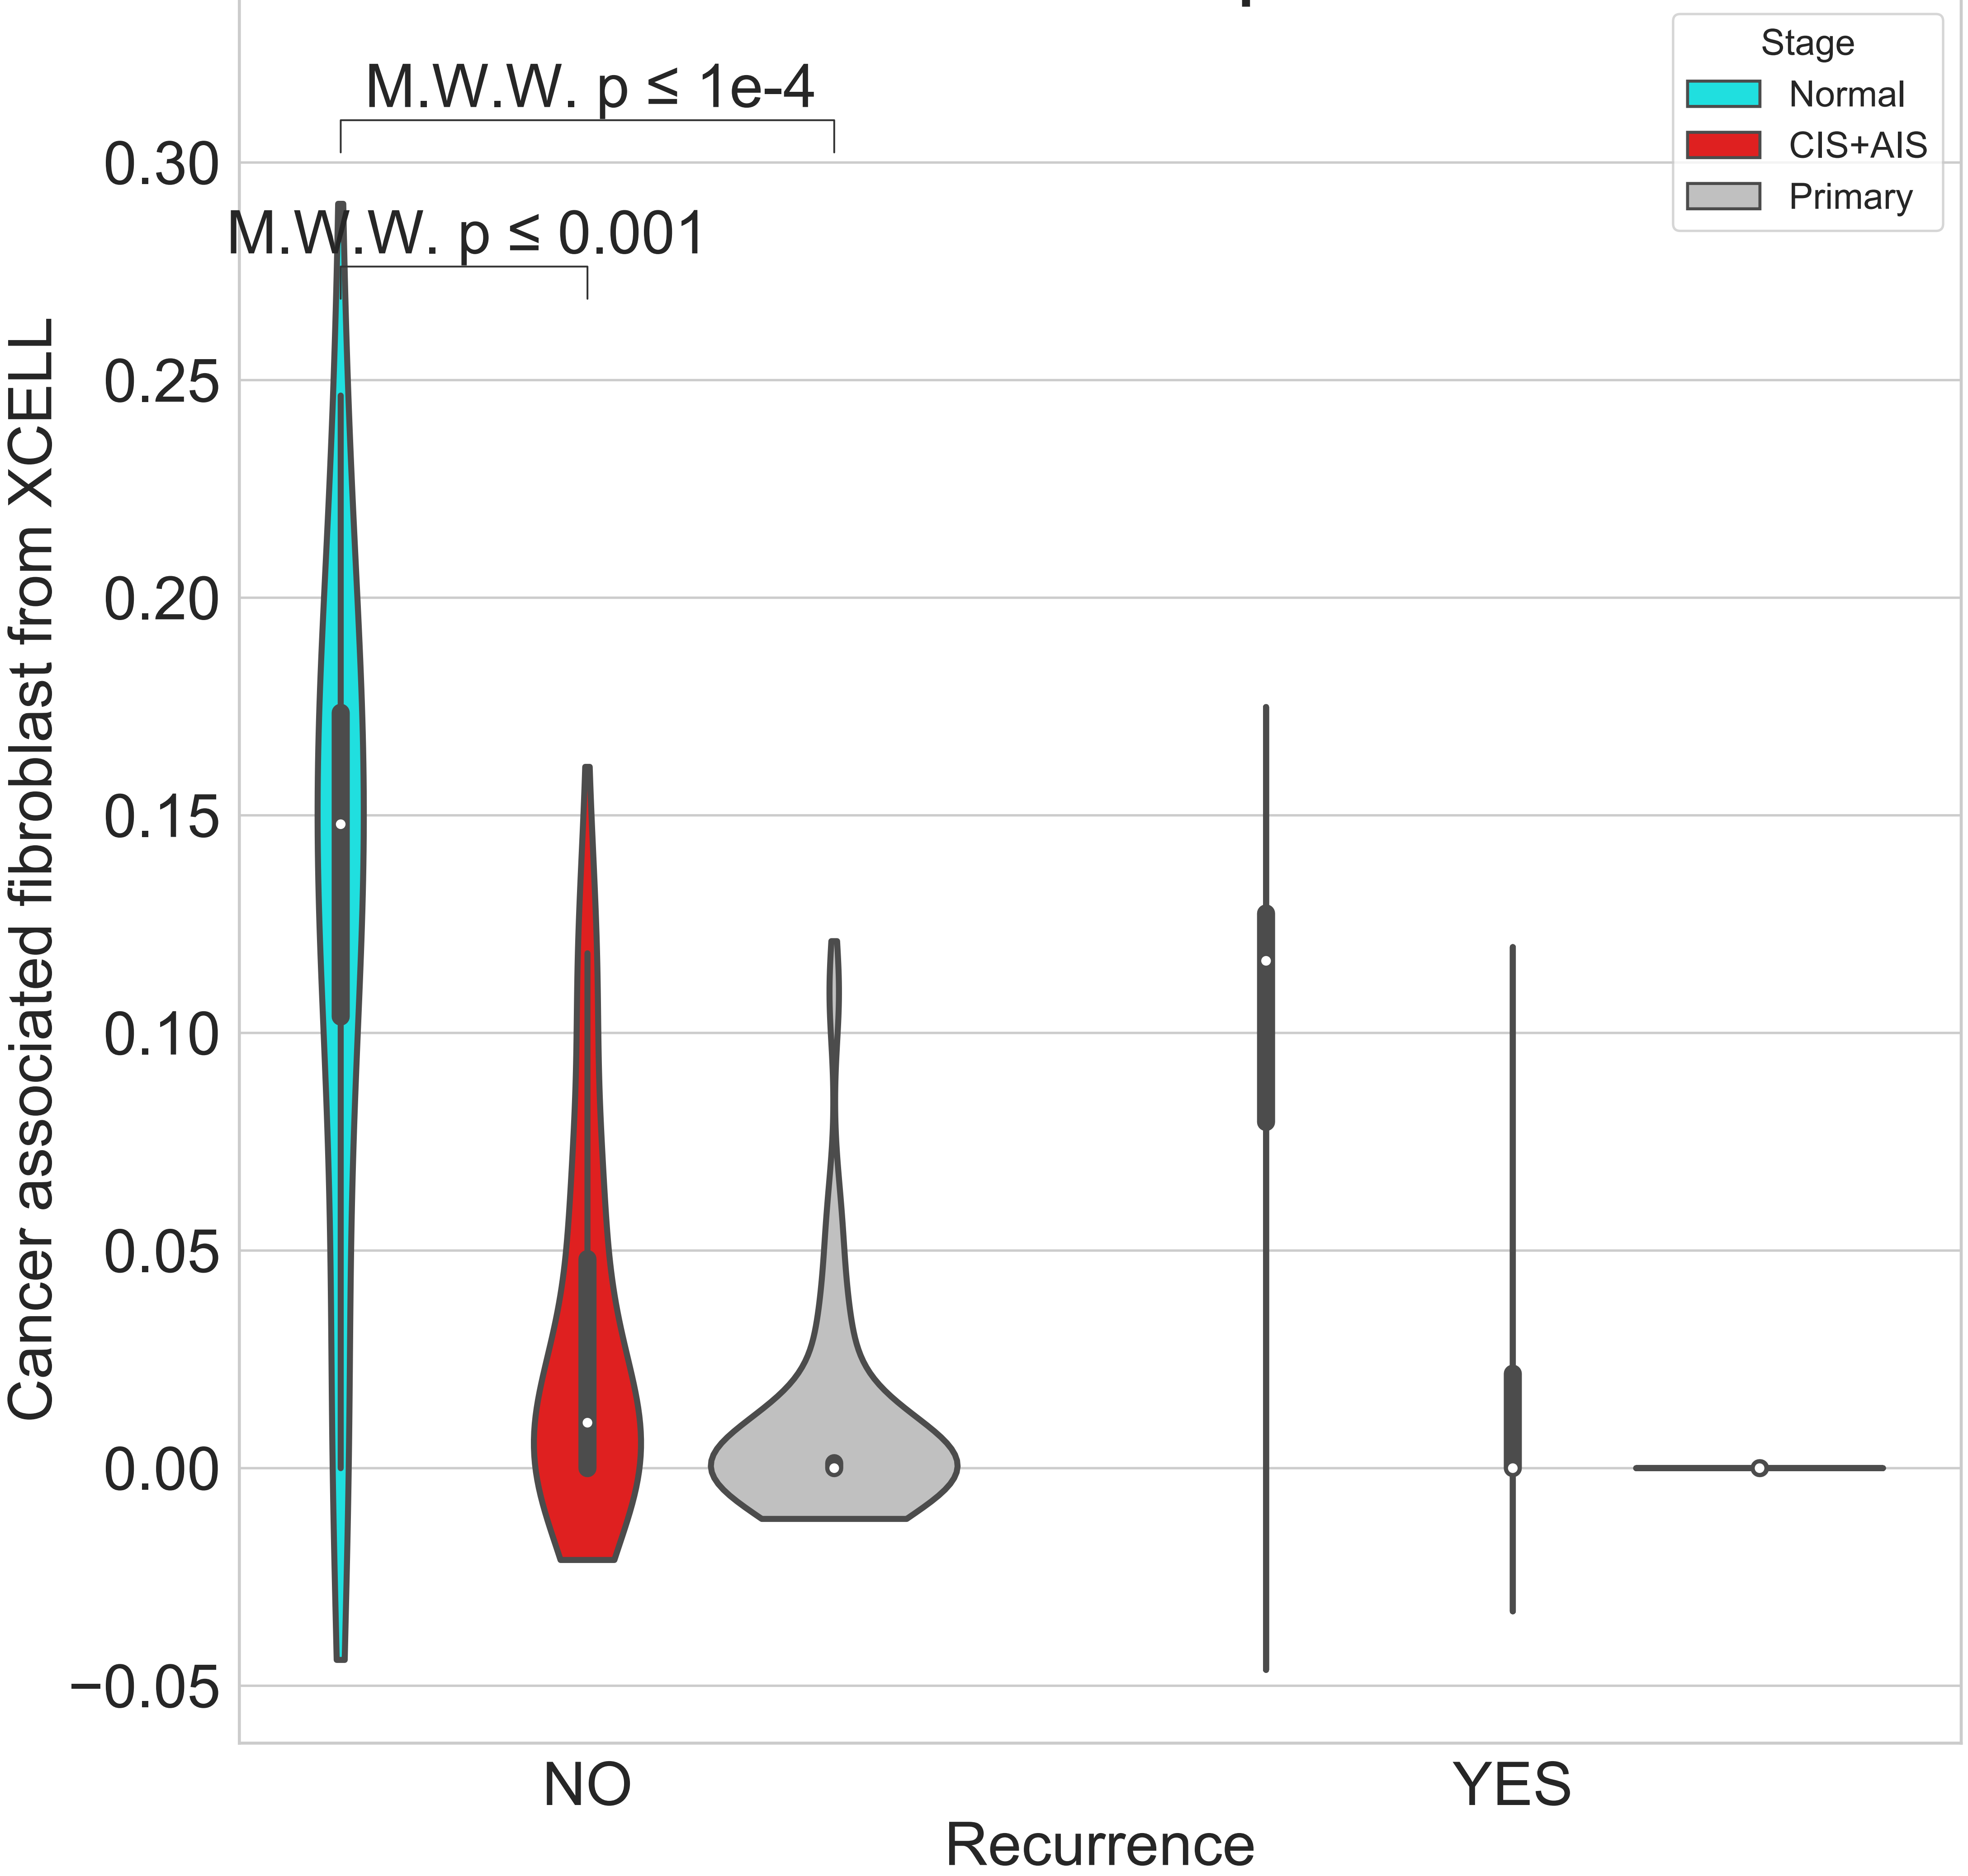 Stage
Normal
CIS+AIS
Primary
M.W.W. p ≤ 1e-4
M.W.W. p ≤ 0.001
0.30
0.25
0.20
0.15
0.10
0.05
0.00
−0.05
Cancer associated fibroblast from XCELL
NO
YES
Recurrence